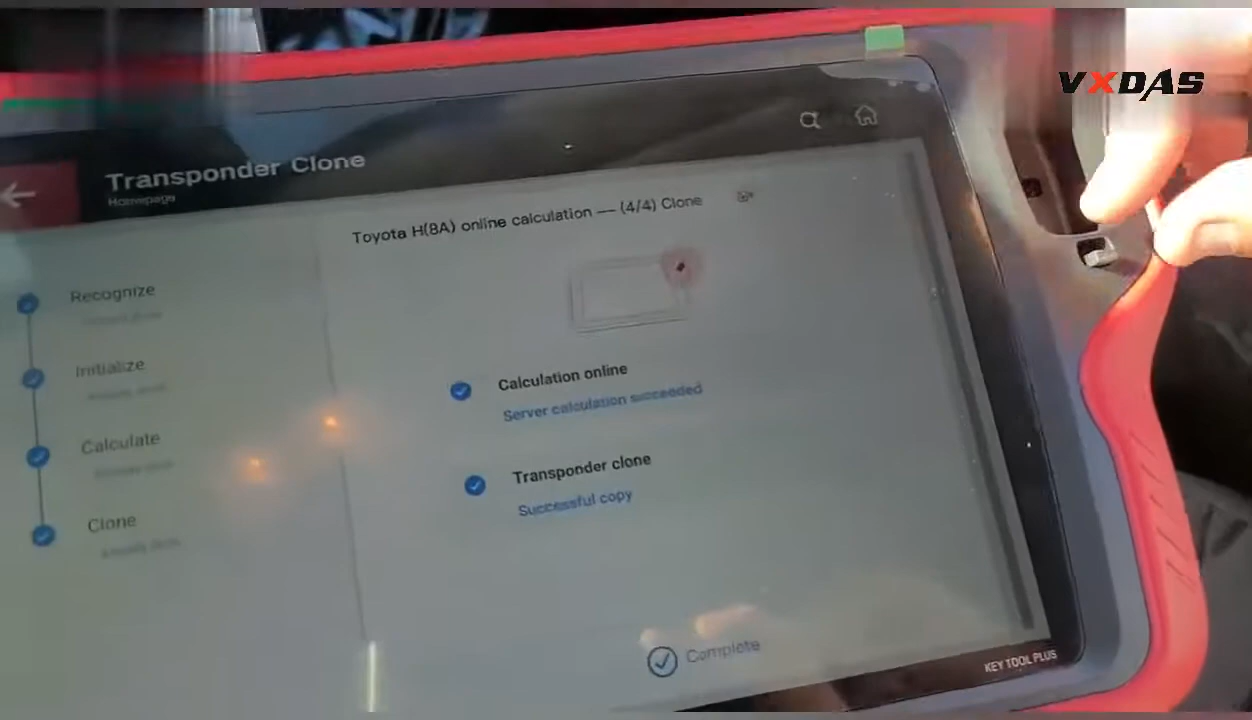 VXDAS
Transponder Clone
Homepage
Toyota H(8A) online calculation — (4/4) Clone
Recognize
Initialize
Calculate
Clone
Calculation online
Server calculation succeeded
Transponder clone
Successful copy
Complete
KEY TOOL PLUS